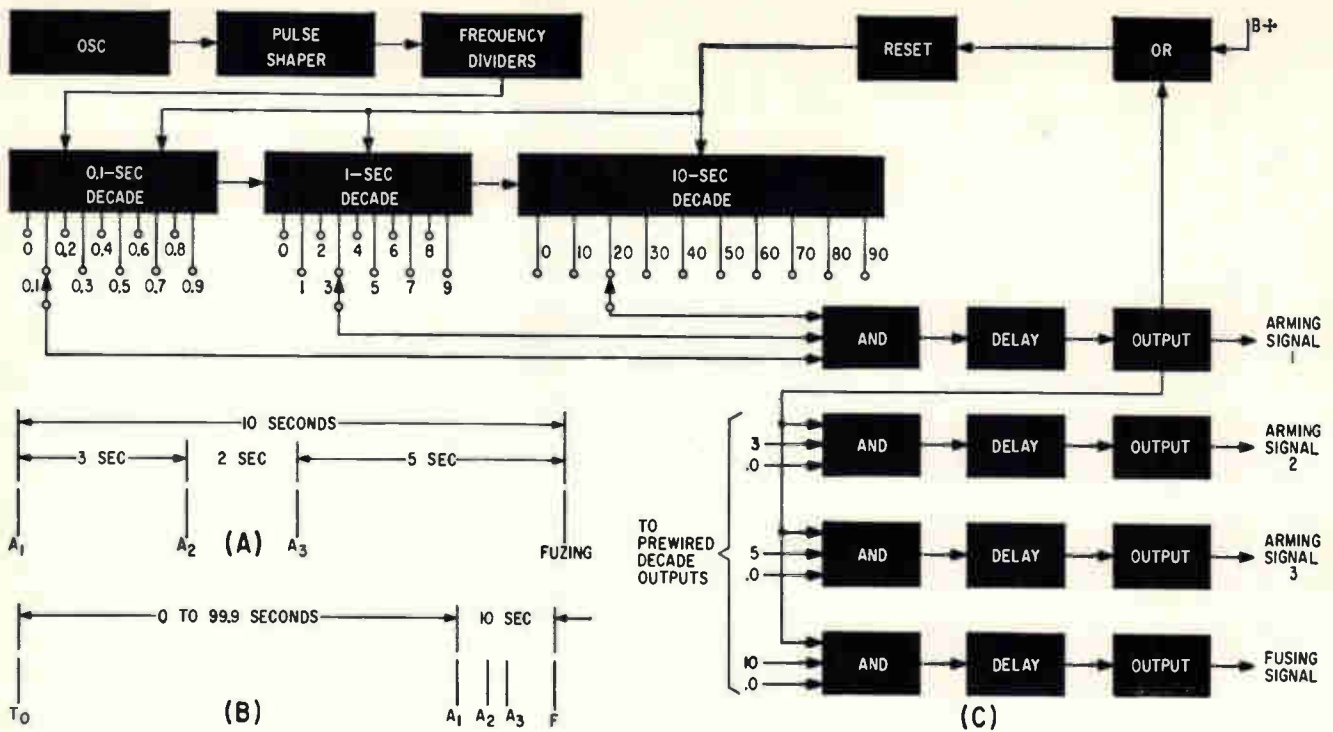 OSC
PULSE
SHAPER
FREQUENCY
DIVIDERS
RESET
OR
B+
0.1-SEC
DECADE
1-SEC
DECADE
10-SEC
DECADE
0 0.2 0.4 0.6 0.8
0.1 0.3 0.5 0.7 0.9
0 2 4 6 8
1 3 5 7 9
0 10 20 30 40 50 60 70 80 90
AND
DELAY
OUTPUT
ARMING
SIGNAL
1
10 SECONDS
3 SEC
2 SEC
5 SEC
A1
A2
(A)
A3
FUZING
0 TO 99.9 SECONDS
10 SEC
T0
(B)
A1
A2
A3
F
TO
PREWIRED
DECADE
OUTPUTS
3
.0
AND
DELAY
OUTPUT
ARMING
SIGNAL
2
5
.0
AND
DELAY
OUTPUT
ARMING
SIGNAL
3
10
.0
AND
DELAY
OUTPUT
FUSING
SIGNAL
(C)